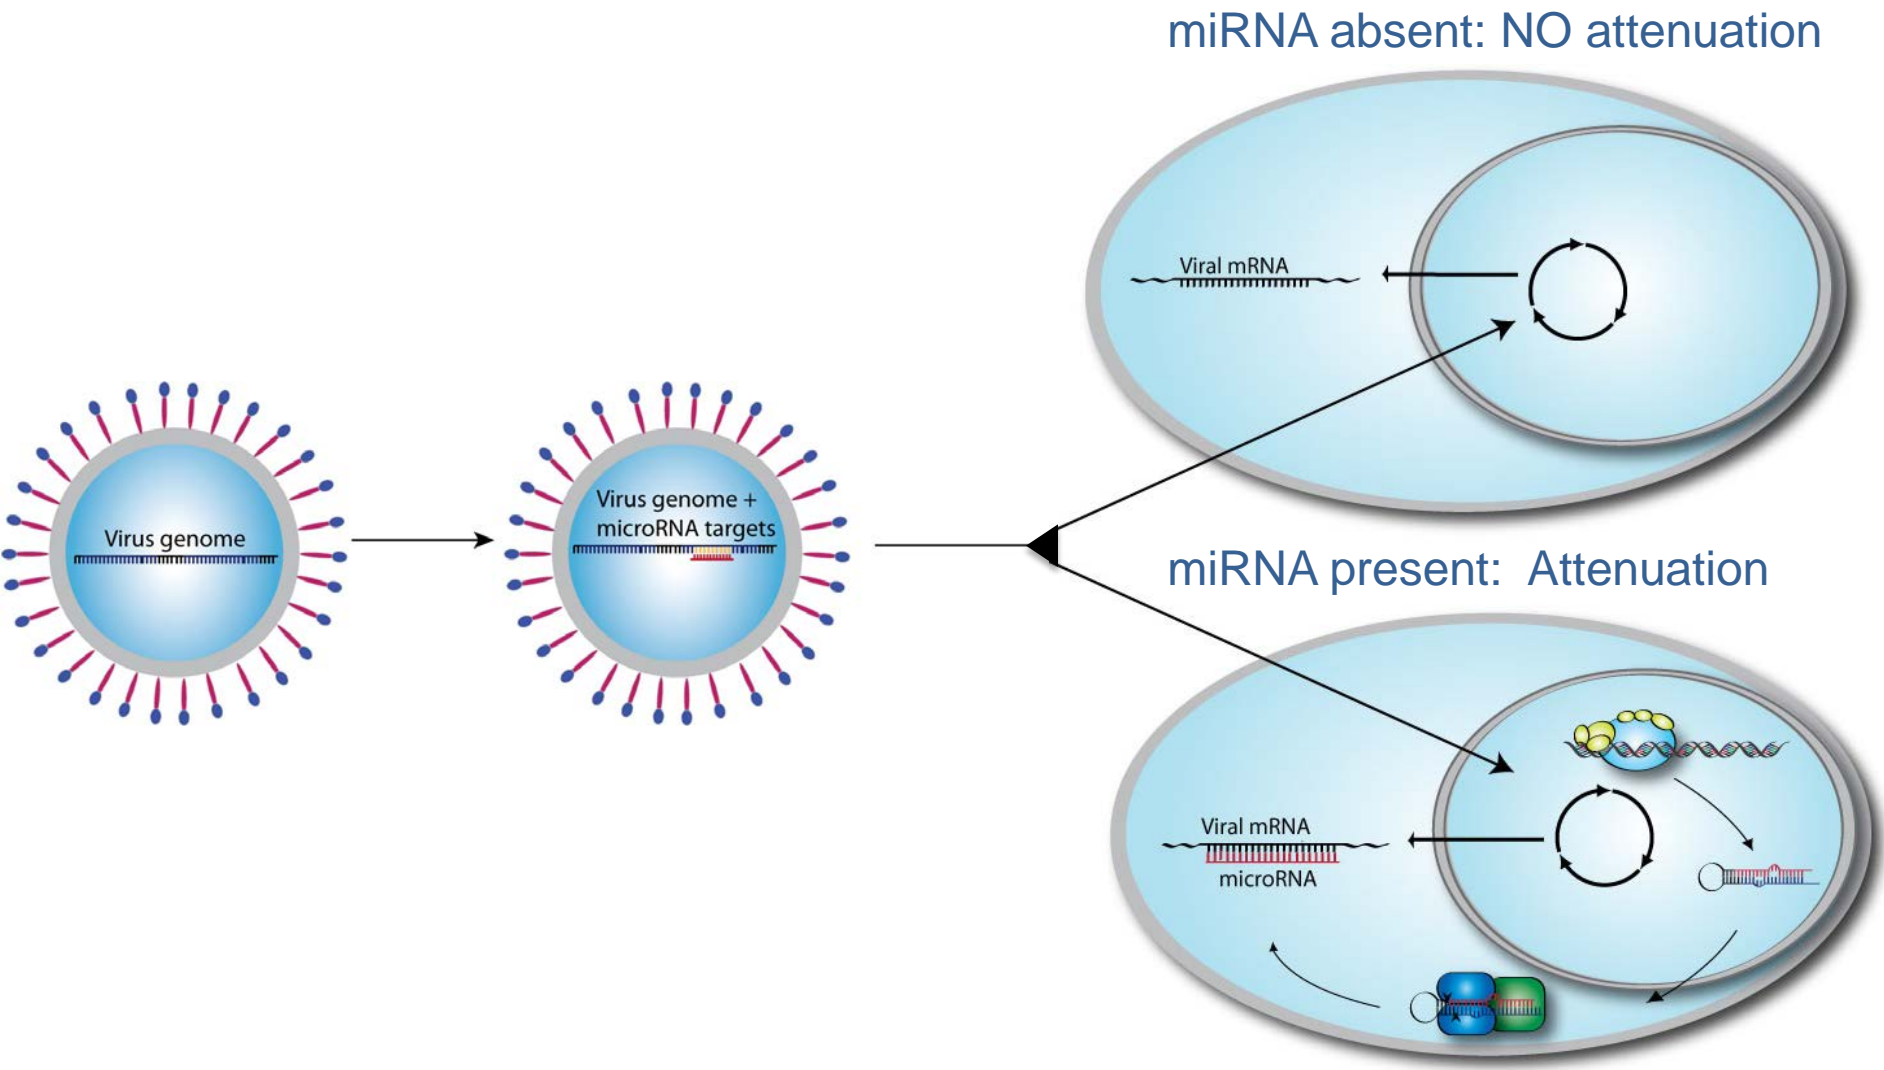 miRNA absent: NO attenuation
Viral mRNA
Virus genome
Virus genome +
microRNA targets
miRNA present: Attenuation
Viral mRNA
microRNA